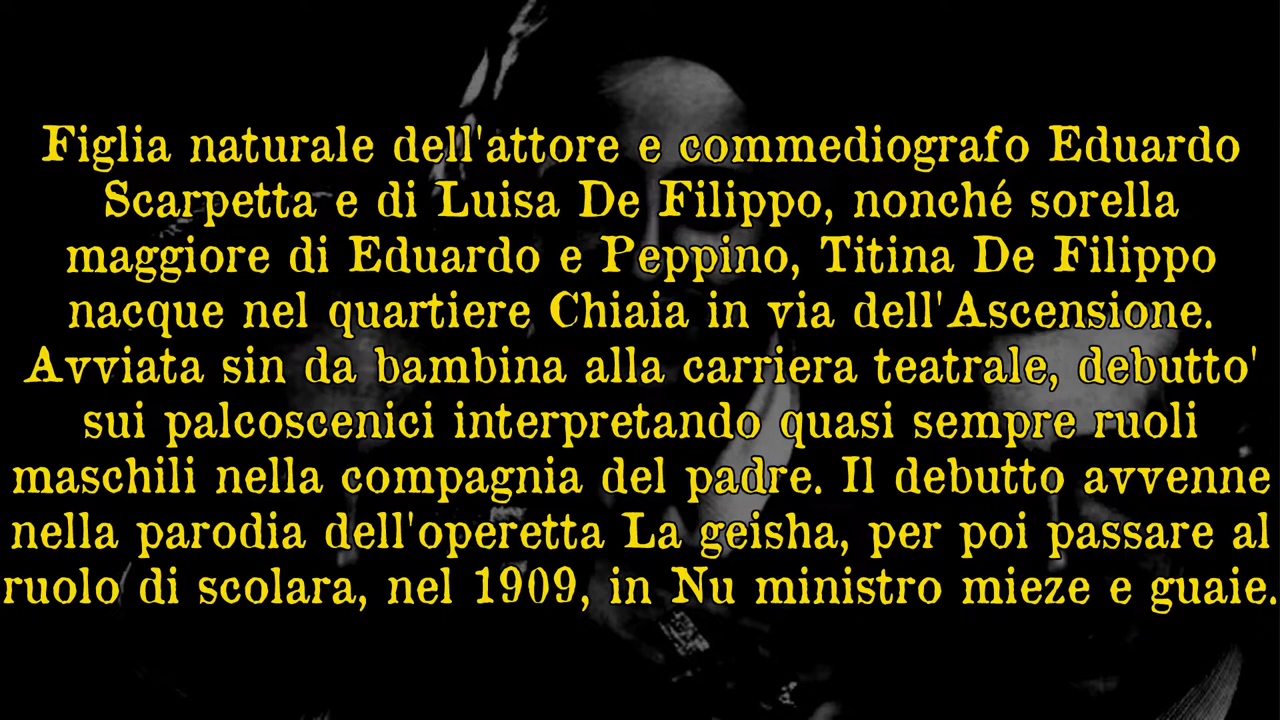 Figlia naturale dell'attore e commediografo Eduardo
Scarpetta e di Luisa De Filippo, nonché sorella
maggiore di Eduardo e Peppino, Titina De Filippo
nacque nel quartiere Chiaia in via dell'Ascensione.
Avviata sin da bambina alla carriera teatrale, debutto'
sui palcoscenici interpretando quasi sempre ruoli
maschili nella compagnia del padre. Il debutto avvenne
nella parodia dell'operetta La geisha, per poi passare al
ruolo di scolara, nel 1909, in Nu ministro mieze e guaie.